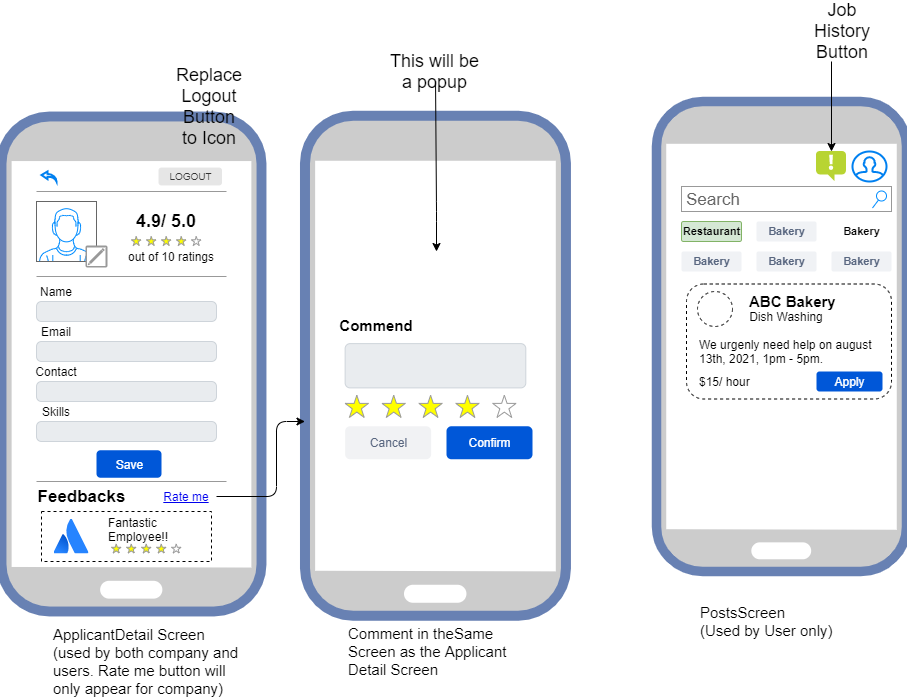 Replace
Logout
Button
to Icon
LOGOUT
4.9/ 5.0
out of 10 ratings
Name
Email
Contact
Skills
Save
Feedbacks
Rate me
Fantastic
Employee!!
ApplicantDetail Screen
(used by both company and
users. Rate me button will
only appear for company)
This will be
a popup
Commend
Cancel
Confirm
Comment in theSame
Screen as the Applicant
Detail Screen
Job
History
Button
!
Search
Restaurant
Bakery
Bakery
Bakery
Bakery
Bakery
ABC Bakery
Dish Washing
We urgenly need help on august
13th, 2021, 1pm - 5pm.
$15/ hour
Apply
PostsScreen
(Used by User only)